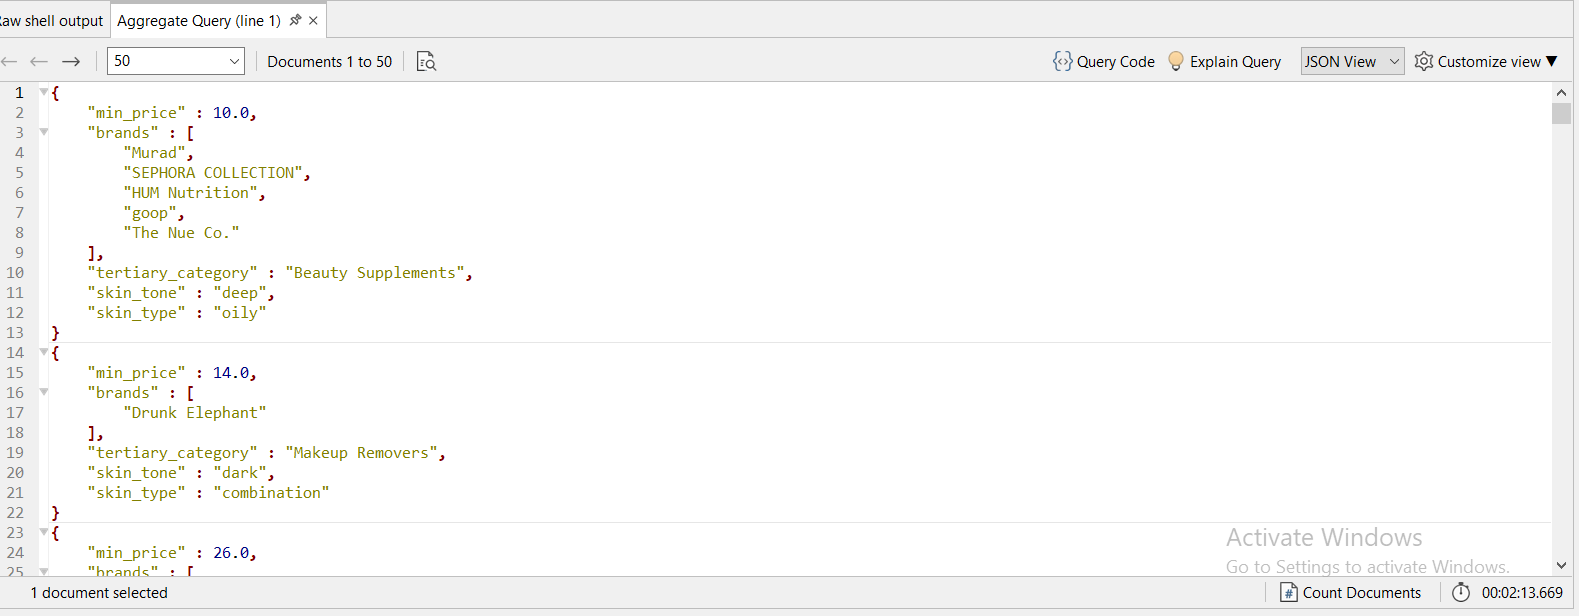 Raw shell output Aggregate Query (line 1)
50 Documents 1 to 50 Query Code Explain Query JSON View Customize view
1 {
2 "min_price" : 10.0,
3 "brands" : [
4 "Murad",
5 "SEPHORA COLLECTION",
6 "HUM Nutrition",
7 "goop",
8 "The Nue Co."
9 ],
10 "tertiary_category" : "Beauty Supplements",
11 "skin_tone" : "deep",
12 "skin_type" : "oily"
13 }
14 {
15 "min_price" : 14.0,
16 "brands" : [
17 "Drunk Elephant"
18 ],
19 "tertiary_category" : "Makeup Removers",
20 "skin_tone" : "dark",
21 "skin_type" : "combination"
22 }
23 {
24 "min_price" : 26.0,
25 "brands" : [
Activate Windows
Go to Settings to activate Windows.
1 document selected Count Documents 00:02:13.669